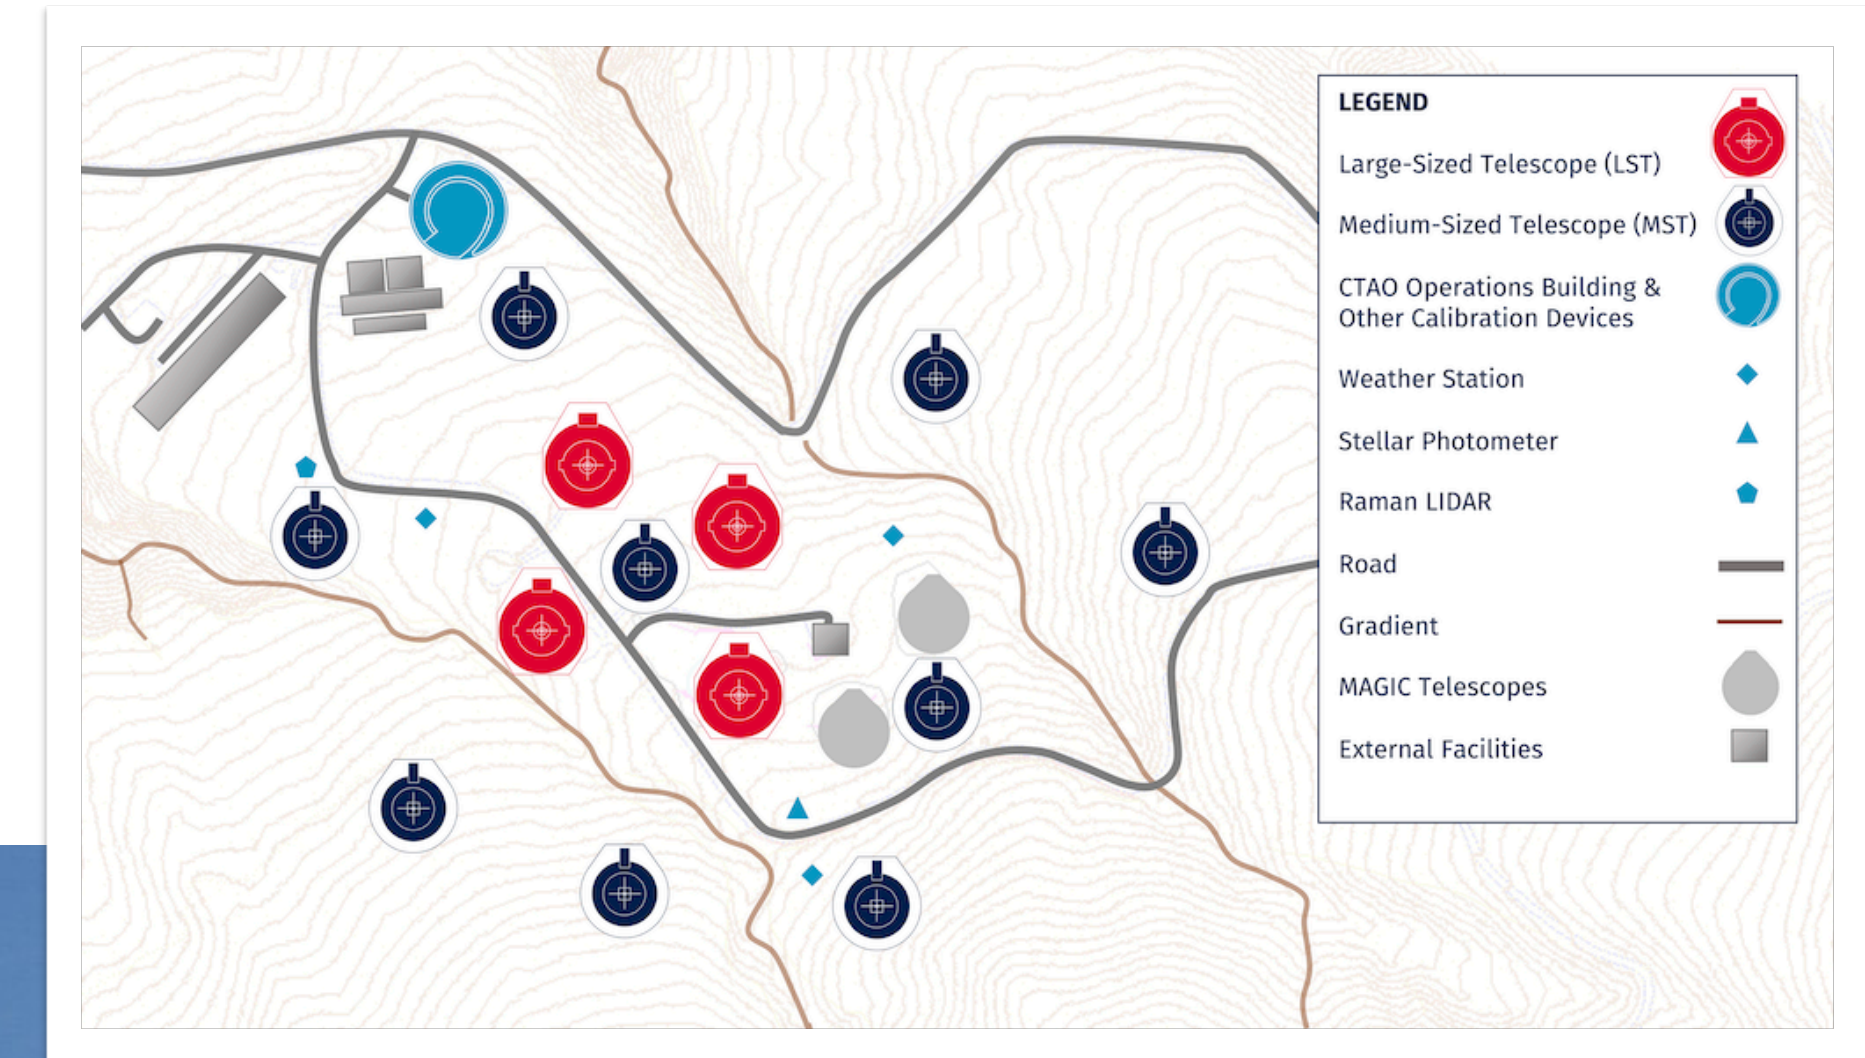 LEGEND
Large-Sized Telescope (LST)
Medium-Sized Telescope (MST)
CTAO Operations Building &
Other Calibration Devices
Weather Station
Stellar Photometer
Raman LIDAR
Road
Gradient
MAGIC Telescopes
External Facilities